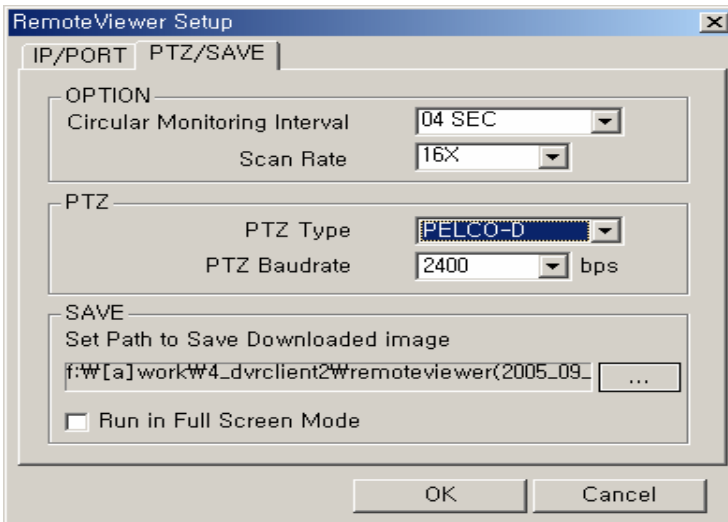 RemoteViewer Setup
IP/PORT PTZ/SAVE
OPTION
Circular Monitoring Interval 04 SEC
Scan Rate 16X
PTZ
PTZ Type PELCO-D
PTZ Baudrate 2400 bps
SAVE
Set Path to Save Downloaded image
f:₩[a]work₩4_dvrclient2₩remoteviewer(2005_09_ ...
Run in Full Screen Mode
OK Cancel